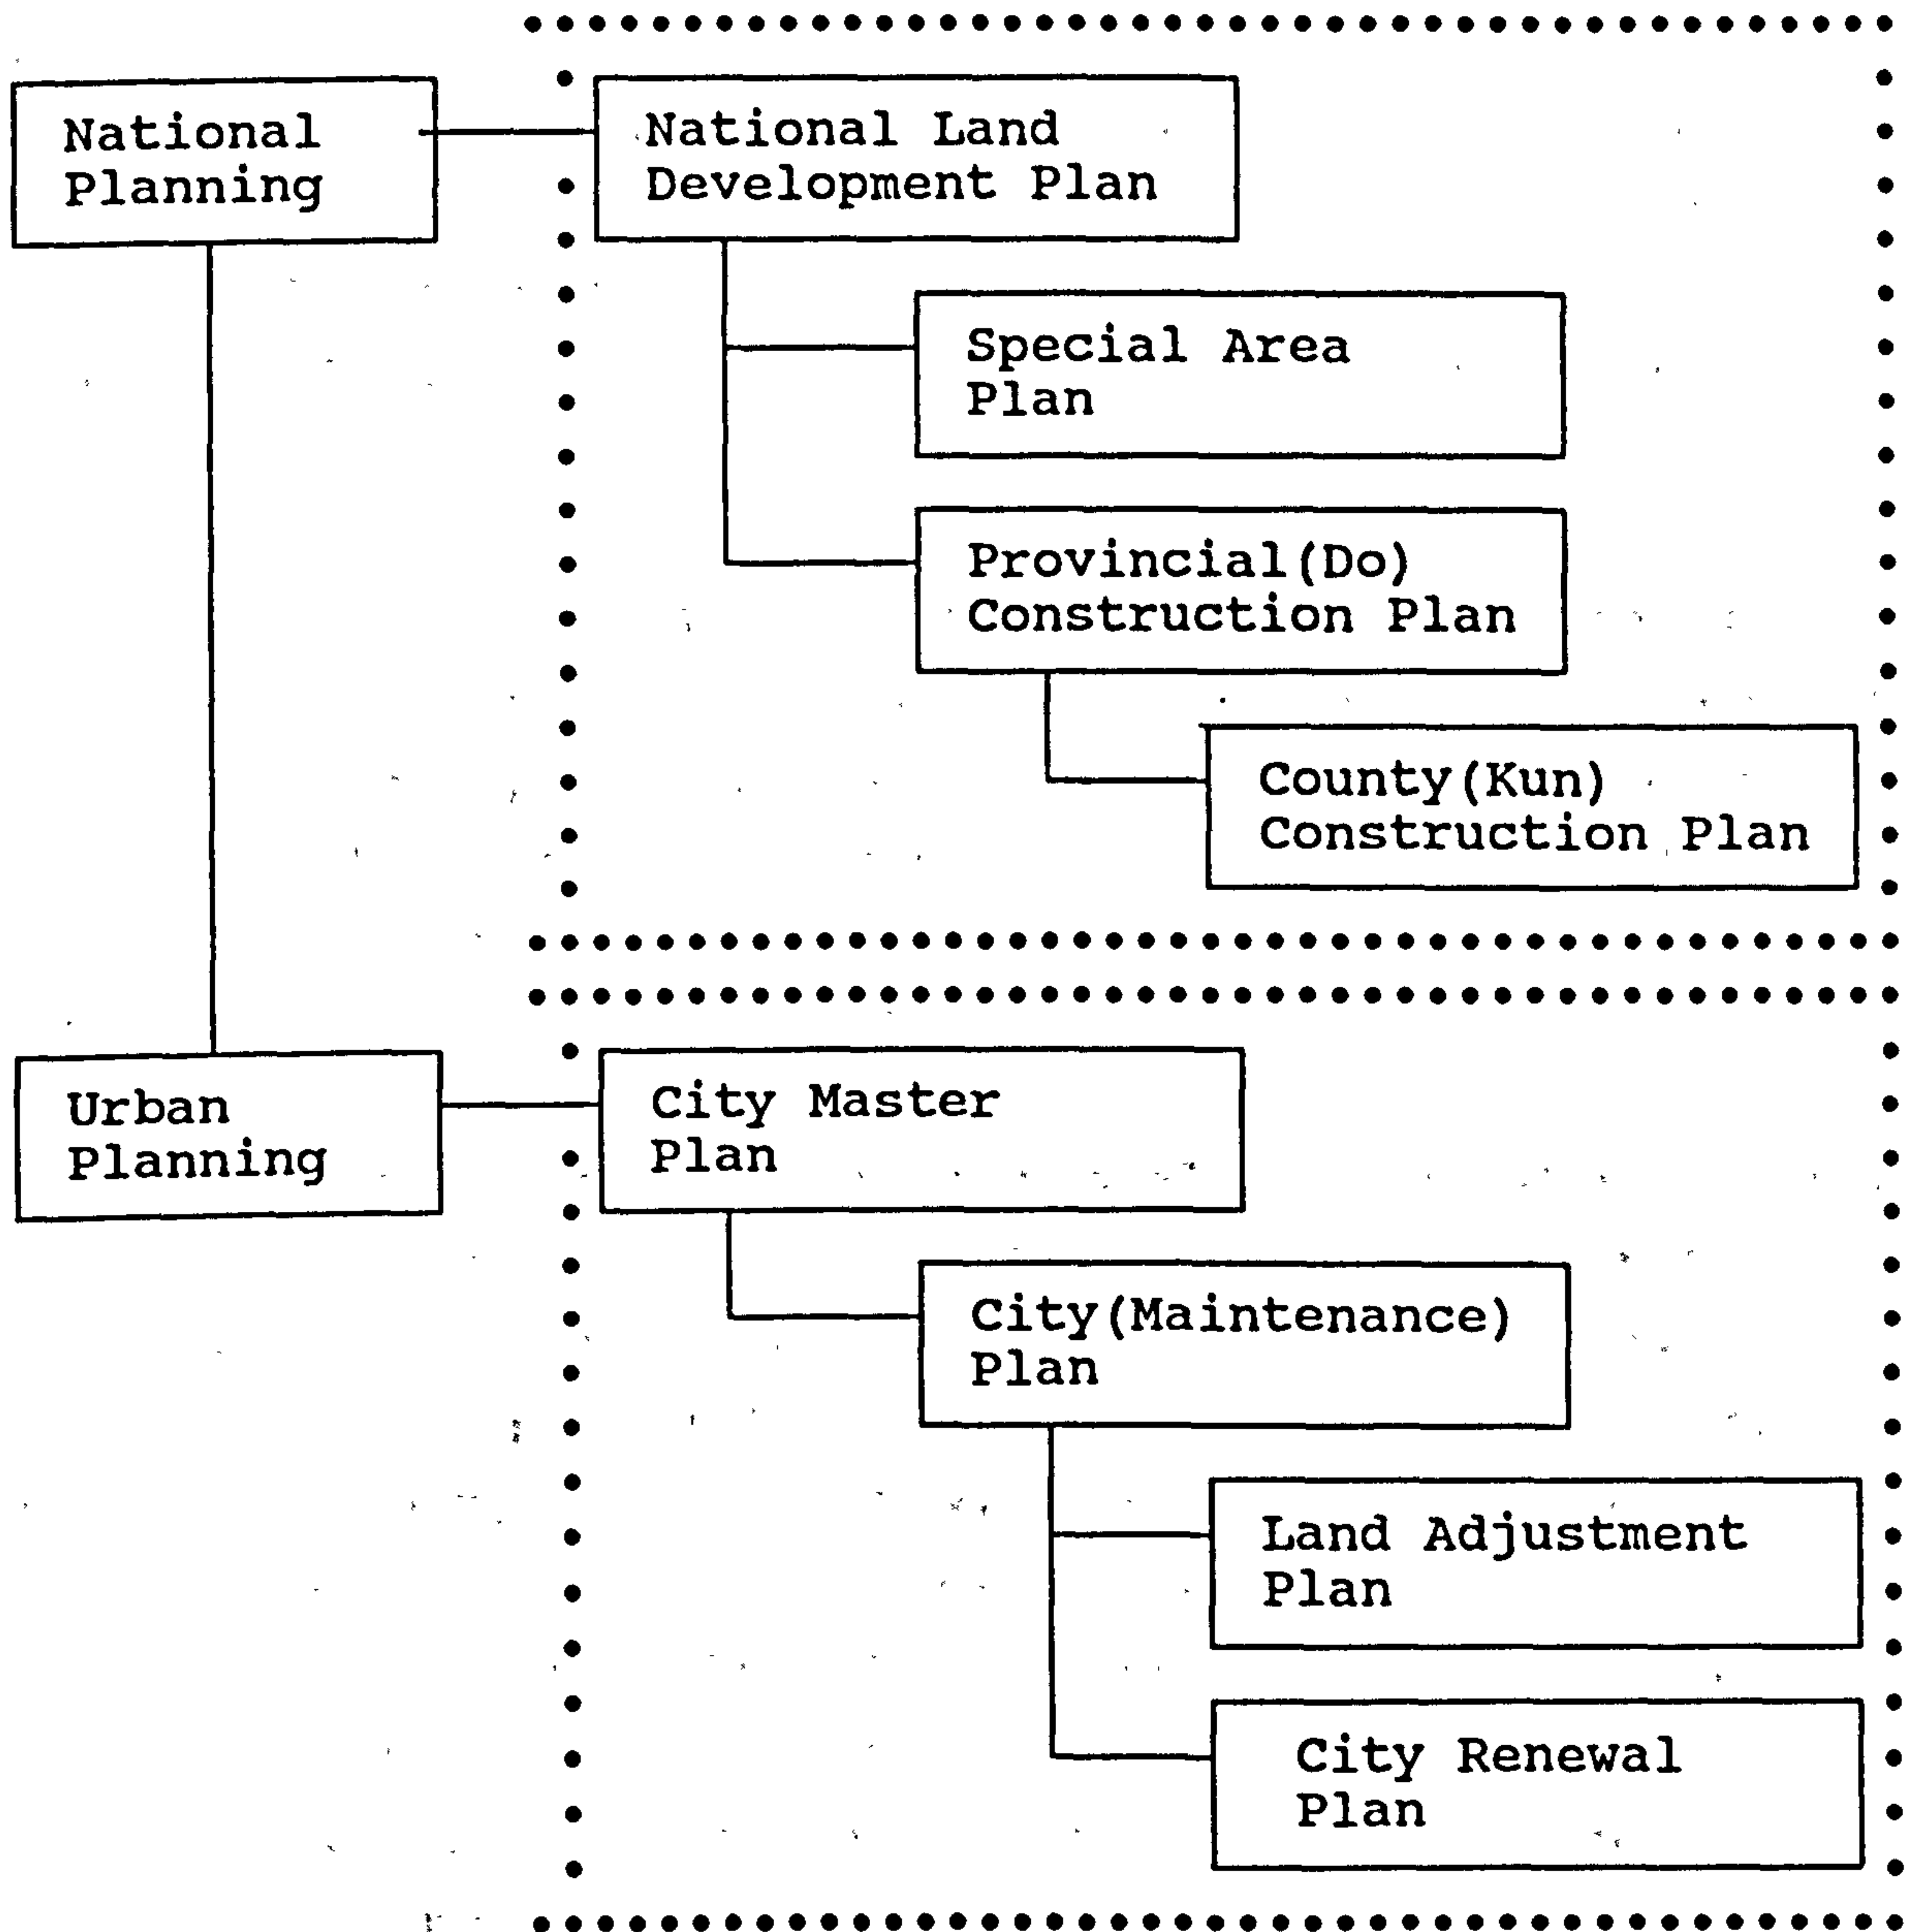 National
Planning
National Land
Development Plan
Special Area
Plan
Provincial(Do)
Construction Plan
County(Kun)
Construction Plan
Urban
Planning
City Master
Plan
City(Maintenance)
Plan
Land Adjustment
Plan
City Renewal
Plan